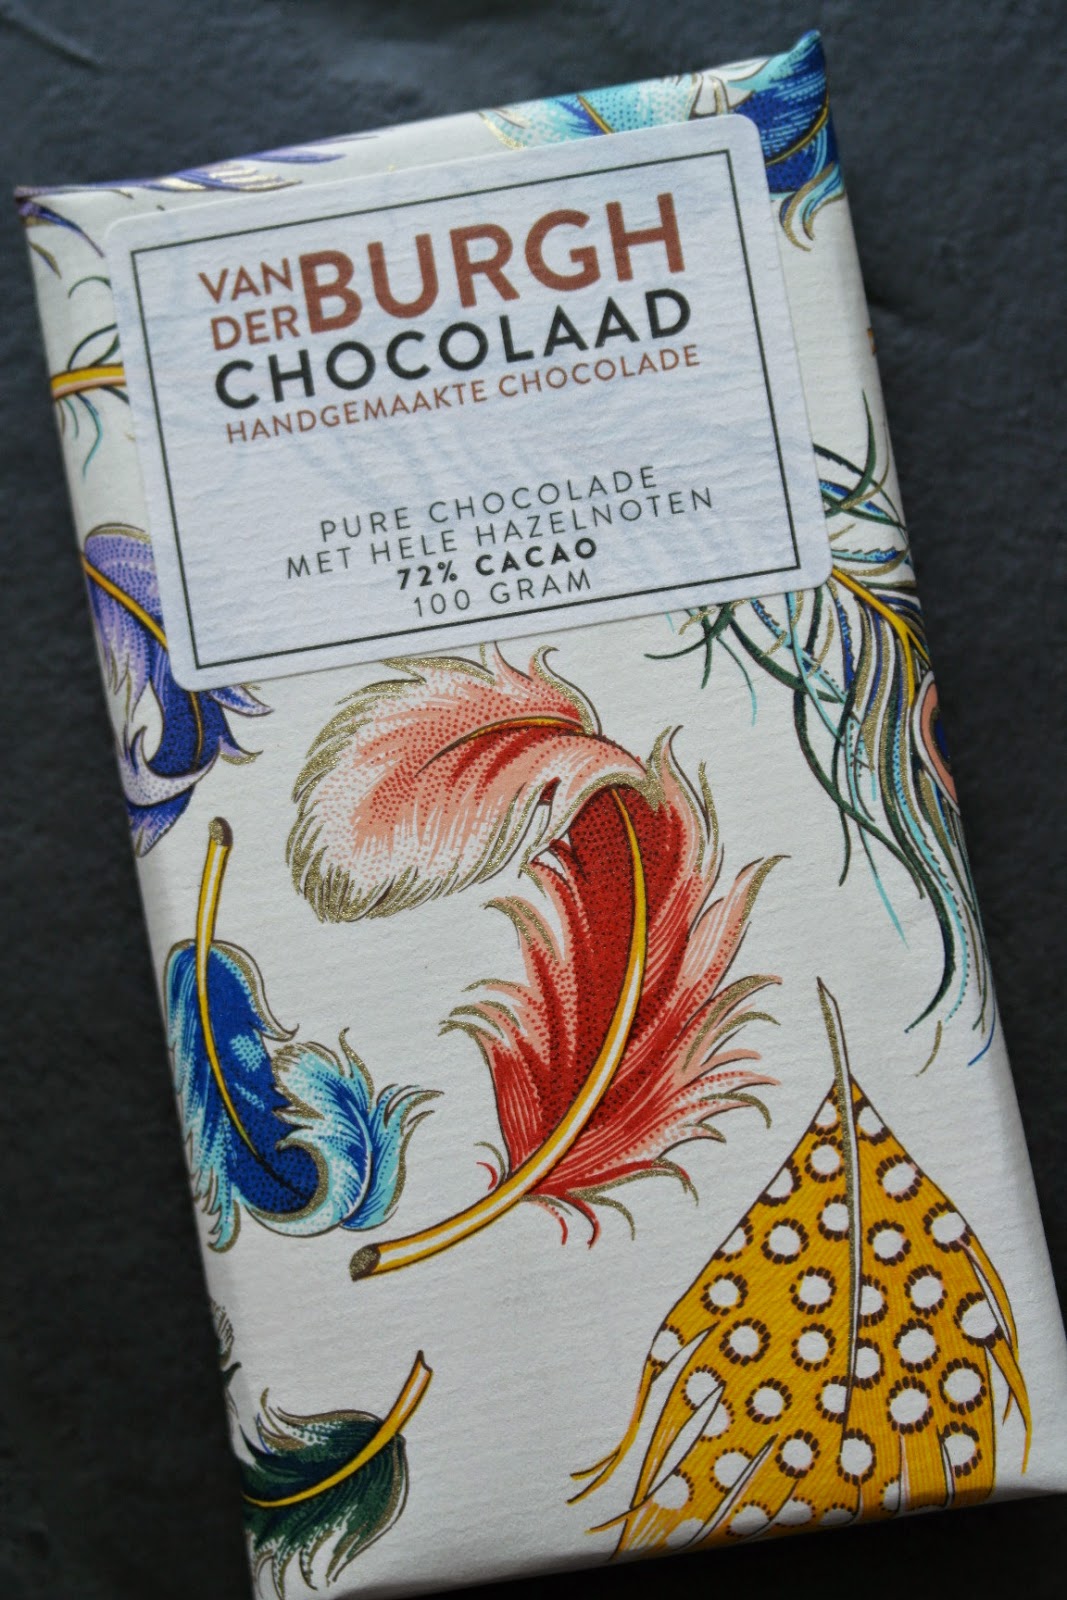 VAN DER BURGH
CHOCOLAAD
HANDGEMAAKTE CHOCOLADE
PURE CHOCOLADE
MET HELE HAZELNOTEN
72% CACAO
100 GRAM